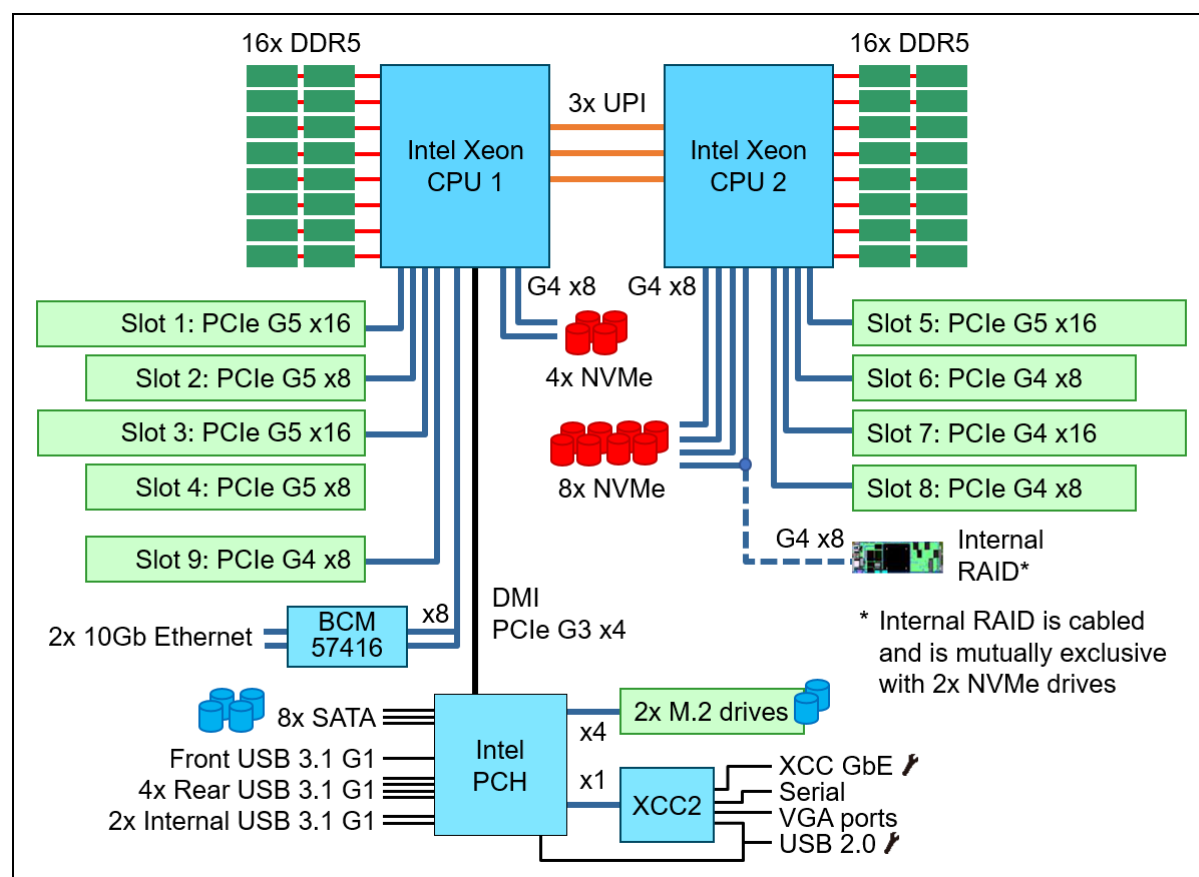 16x DDR5
16x DDR5
3x UPI
Intel Xeon
CPU 1
Intel Xeon
CPU 2
G4 x8
G4 x8
Slot 1: PCIe G5 x16
Slot 2: PCIe G5 x8
Slot 3: PCIe G5 x16
Slot 4: PCIe G5 x8
Slot 9: PCIe G4 x8
4x NVMe
8x NVMe
Slot 5: PCIe G5 x16
Slot 6: PCIe G4 x8
Slot 7: PCIe G4 x16
Slot 8: PCIe G4 x8
G4 x8
Internal
RAID*
* Internal RAID is cabled
and is mutually exclusive
with 2x NVMe drives
2x 10Gb Ethernet
BCM
57416
x8
DMI
PCIe G3 x4
8x SATA
Front USB 3.1 G1
4x Rear USB 3.1 G1
2x Internal USB 3.1 G1
Intel
PCH
x4
2x M.2 drives
x1
XCC2
XCC GbE
Serial
VGA ports
USB 2.0